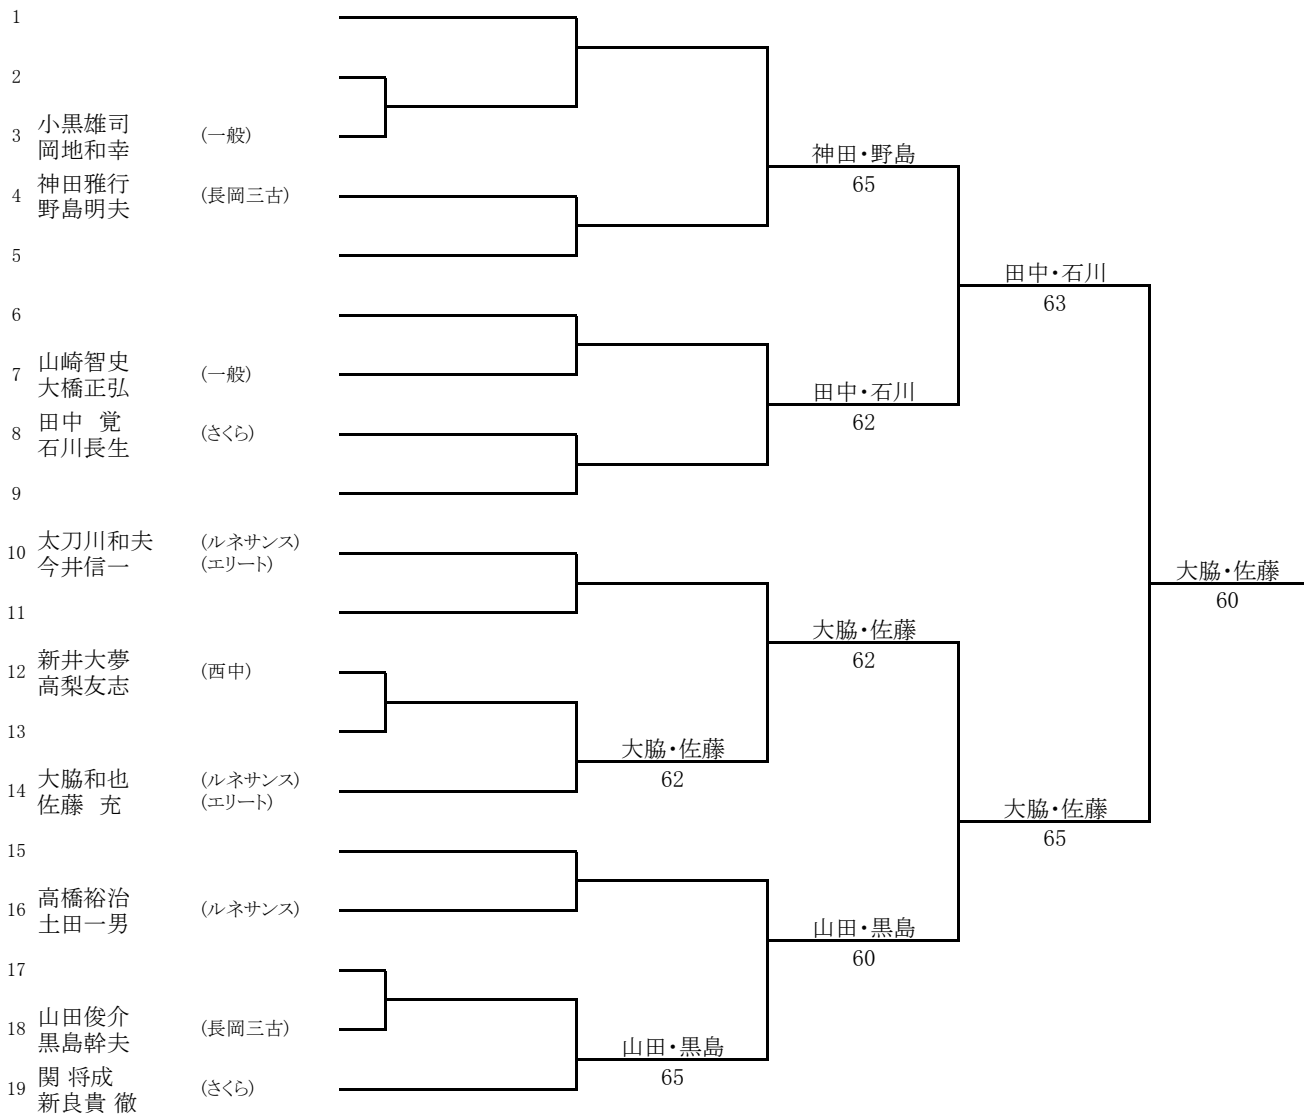 1
2
3 小黒雄司 (一般)
岡地和幸
神田・野島
65
4 神田雅行 (長岡三古)
野島明夫
5
田中・石川
63
6
7 山崎智史 (一般)
大橋正弘
田中・石川
62
8 田中 覚 (さくら)
石川長生
9
10 太刀川和夫 (ルネサンス)
今井信一 (エリート)
大脇・佐藤
60
11
大脇・佐藤
62
12 新井大夢 (西中)
高梨友志
13
大脇・佐藤
62
14 大脇和也 (ルネサンス)
佐藤 充 (エリート)
大脇・佐藤
65
15
16 高橋裕治 (ルネサンス)
土田一男
山田・黒島
60
17
18 山田俊介 (長岡三古)
黒島幹夫
山田・黒島
65
19 関 将成 (さくら)
新良貴 徹